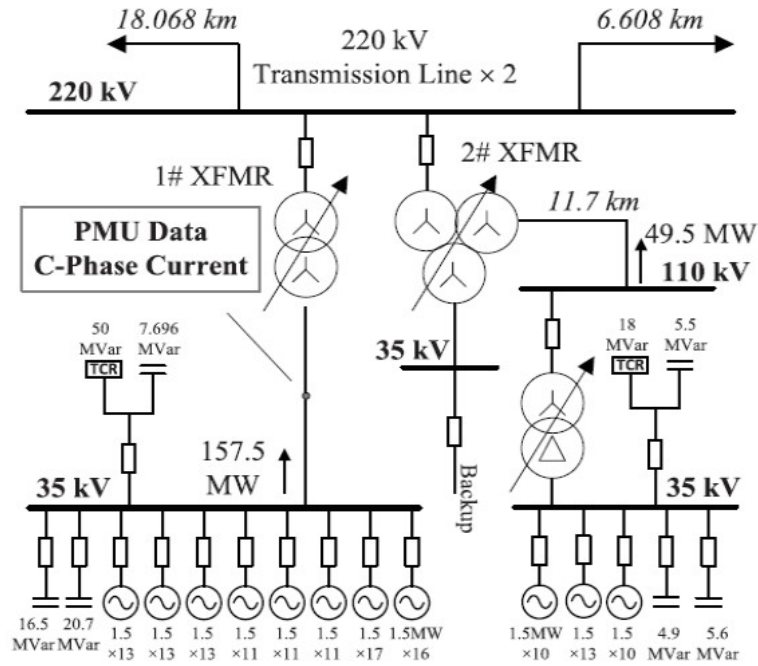 18.068 km
6.608 km
220 kV
Transmission Line × 2
220 kV
1# XFMR
2# XFMR
PMU Data
C-Phase Current
11.7 km
49.5 MW
110 kV
50
MVar
7.696
MVar
TCR
35 kV
18
MVar
5.5
MVar
TCR
157.5
MW
35 kV
Backup
35 kV
16.5
MVar
20.7
MVar
1.5
×13
1.5
×13
1.5
×13
1.5
×11
1.5
×11
1.5
×11
1.5
×17
1.5MW
×16
1.5MW
×10
1.5
×13
1.5
×10
4.9
MVar
5.6
MVar